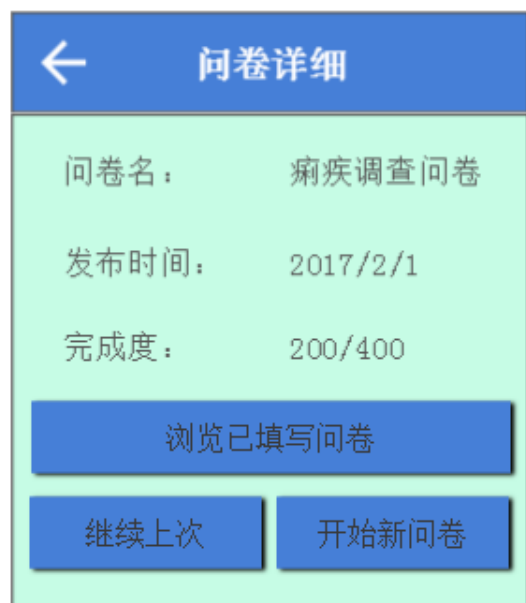 问卷详细
问卷名： 痢疾调查问卷
发布时间： 2017/2/1
完成度： 200/400
浏览已填写问卷
继续上次 开始新问卷